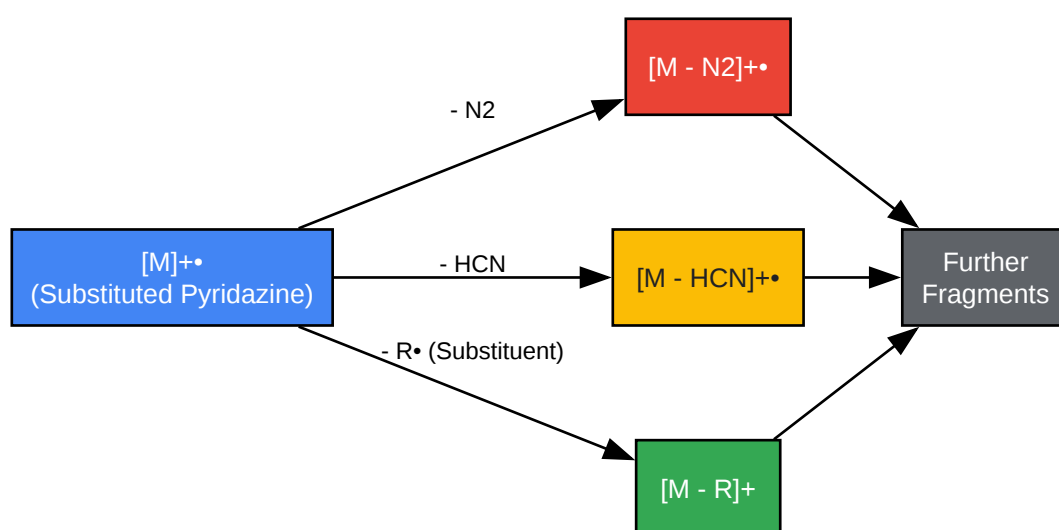 [M - N2]+•
- N2
[M]+•
(Substituted Pyridazine)
- HCN
[M - HCN]+•
Further
Fragments
- R• (Substituent)
[M - R]+